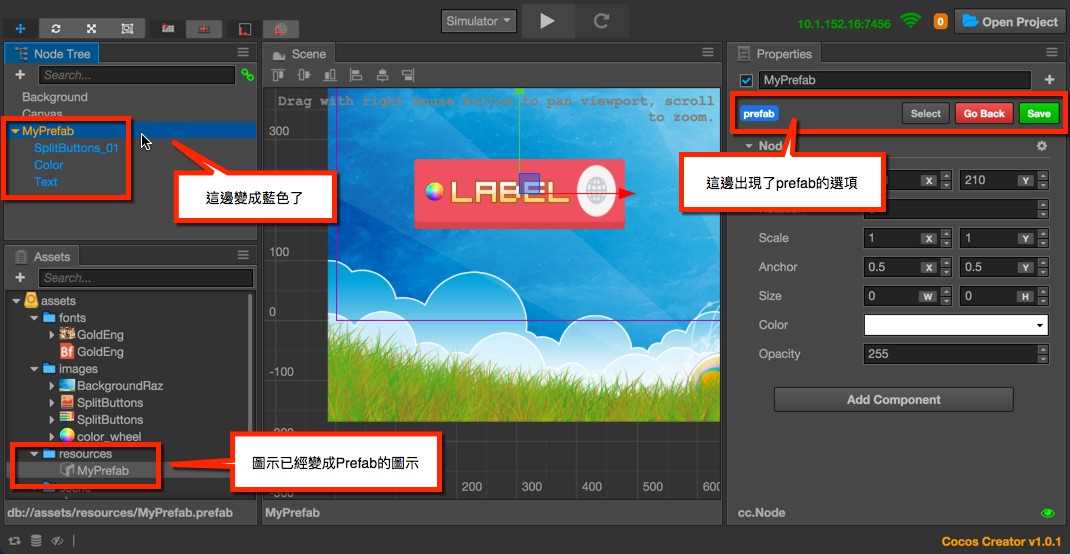 Simulator
10.1.152.16:7456
0
Open Project
Node Tree
Search...
Background
Canvas
MyPrefab
SplitButtons_01
Color
Text
這邊變成藍色了
Assets
Search...
assets
fonts
GoldEng
Bf GoldEng
images
BackgroundRaz
SplitButtons
SplitButtons
color_wheel
resources
MyPrefab
db://assets/resources/MyPrefab.prefab
Scene
Drag with right mouse button to pan viewport, scroll
to zoom.
300
100
0
-100
200
300
400
500
LABEL
圖示已經變成Prefab的圖示
MyPrefab
Properties
MyPrefab
prefab
Select
Go Back
Save
這邊出現了prefab的選項
X 210 Y
Scale 1 X 1 Y
Anchor 0.5 X 0.5 Y
Size 0 W 0 H
Color
Opacity 255
Add Component
cc.Node
Cocos Creator v1.0.1